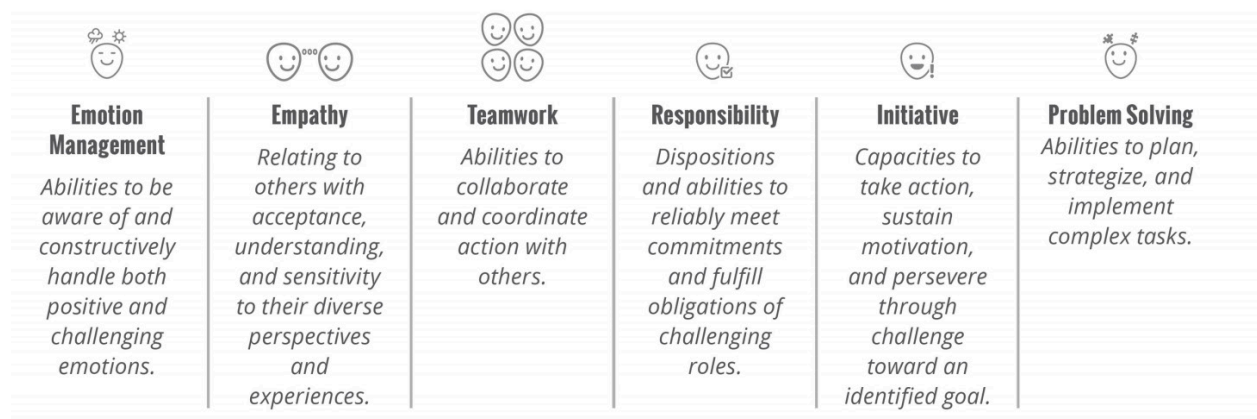 Emotion
Management
Abilities to be
aware of and
constructively
handle both
positive and
challenging
emotions.
Empathy
Relating to
others with
acceptance,
understanding,
and sensitivity
to their diverse
perspectives
and
experiences.
Teamwork
Abilities to
collaborate
and coordinate
action with
others.
Responsibility
Dispositions
and abilities to
reliably meet
commitments
and fulfill
obligations of
challenging
roles.
Initiative
Capacities to
take action,
sustain
motivation,
and persevere
through
challenge
toward an
identified goal.
Problem Solving
Abilities to plan,
strategize, and
implement
complex tasks.